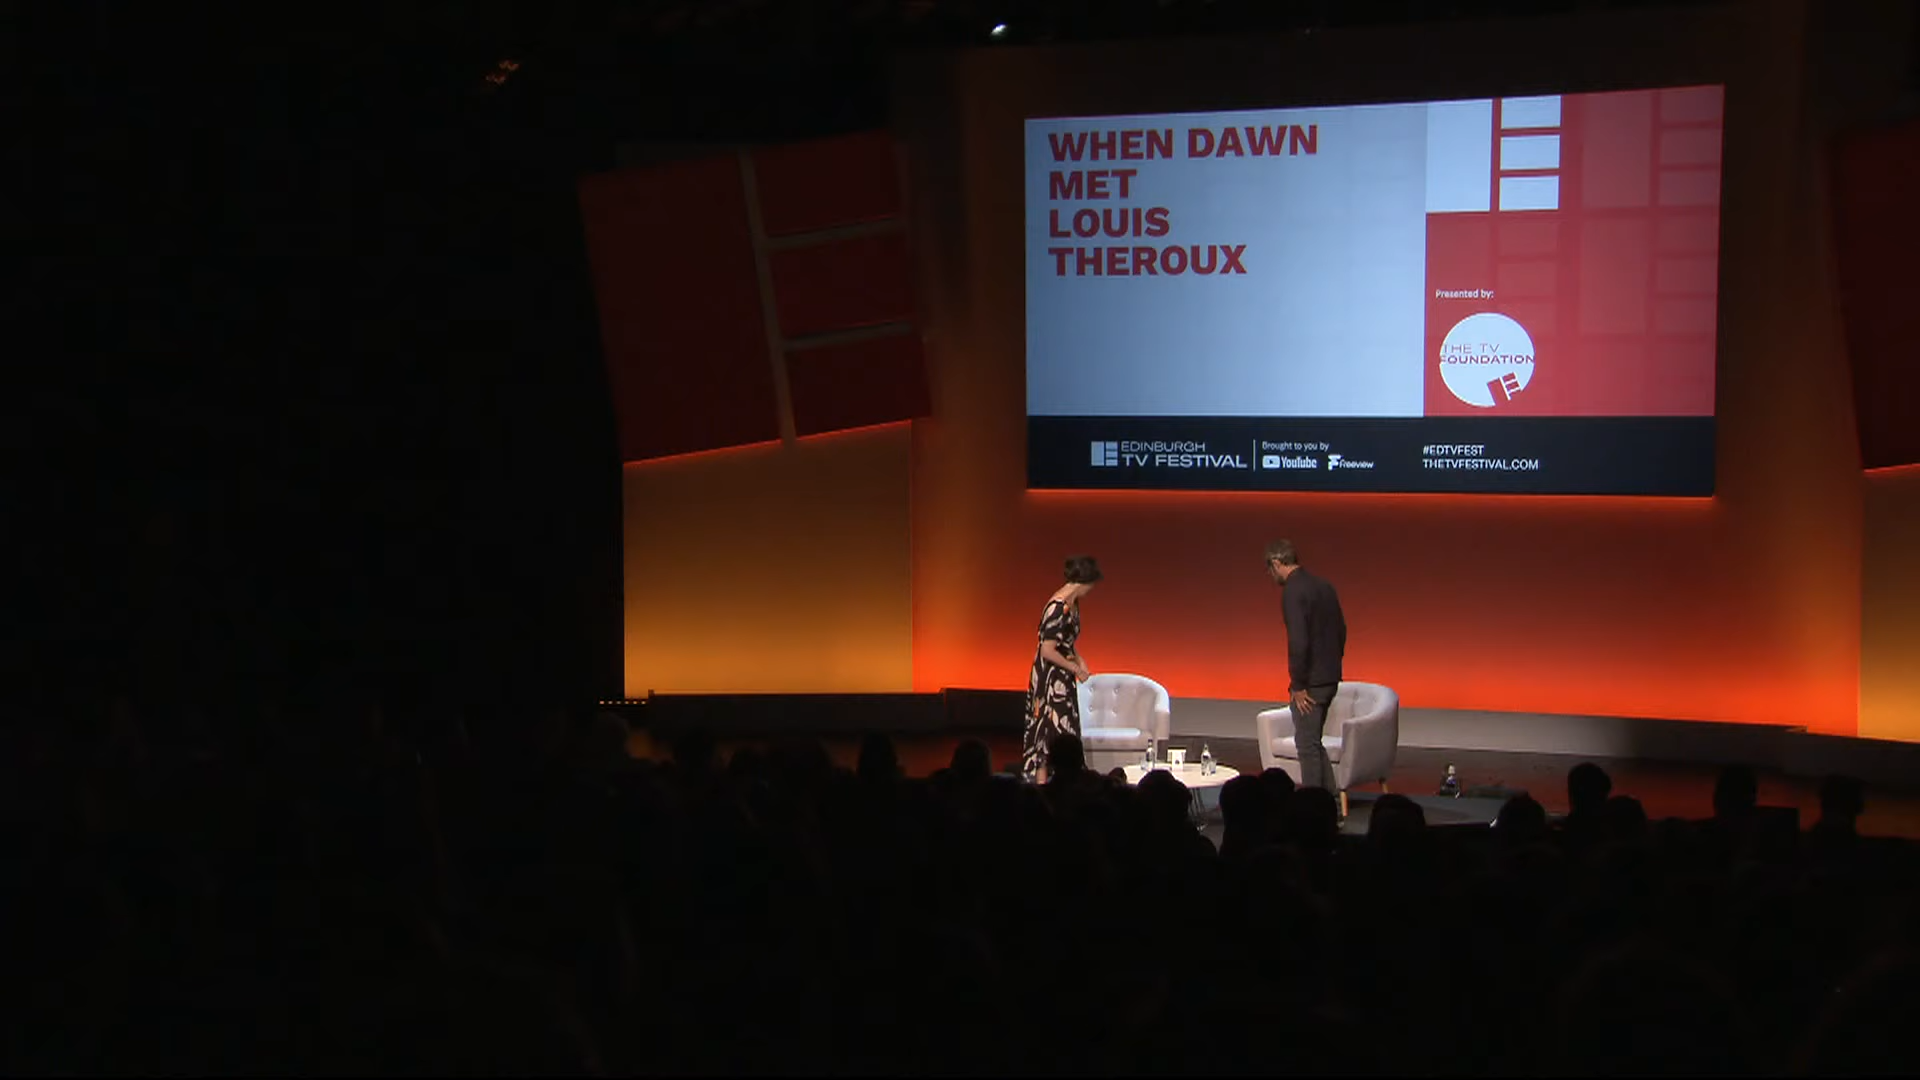 WHEN DAWN
MET
LOUIS
THEROUX
Presented by:
THE TV
FOUNDATION
EDINBURGH
TV FESTIVAL
Brought to you by
YouTube Freeview
#EDTVFEST
THETVFESTIVAL.COM